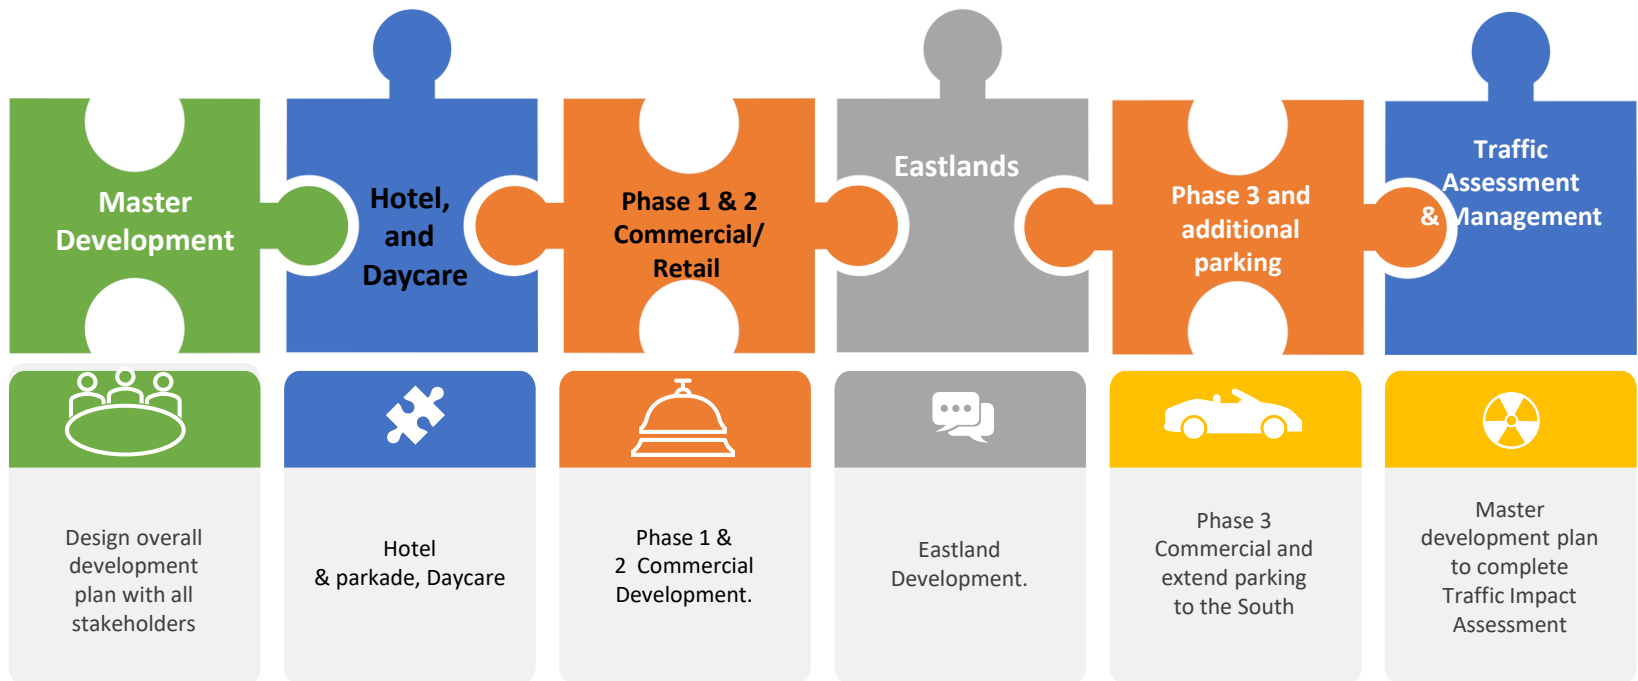 Master
Development
Hotel,
and
Daycare
Phase 1 & 2
Commercial/
Retail
Eastlands
Phase 3 and
additional
parking
Traffic
Assessment
& Management
Design overall
development
plan with all
stakeholders
Hotel
& parkade, Daycare
Phase 1 &
2 Commercial
Development.
Eastland
Development.
Phase 3
Commercial and
extend parking
to the South
Master
development plan
to complete
Traffic Impact
Assessment